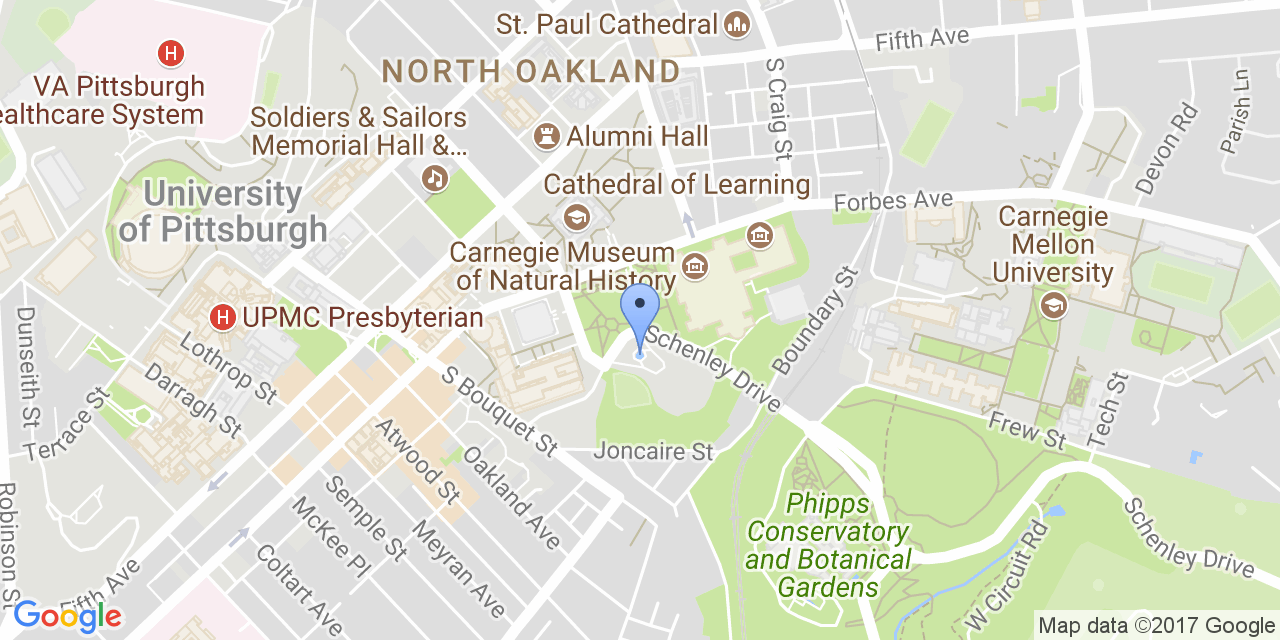 St. Paul Cathedral
Fifth Ave
NORTH OAKLAND
VA Pittsburgh
ealthcare System
S Craig St
Parish Ln
Devon Rd
Soldiers & Sailors
Memorial Hall &...
Alumni Hall
University
of Pittsburgh
Cathedral of Learning
Forbes Ave
Carnegie
Mellon
University
Carnegie Museum
of Natural History
H
H
UPMC Presbyterian
Boundary St
Schenley Drive
Dunseith St
Lothrop St
Darragh St
Terrace St
S Bouquet St
Atwood St
Joncaire St
Frew St
Tech St
Oakland Ave
Semple St
McKee Pl
Meyran Ave
Coltart Ave
Robinson St
Fifth Ave
Phipps
Conservatory
and Botanical
Gardens
Schenley Drive
W Circuit Rd
Google
Map data ©2017 Google